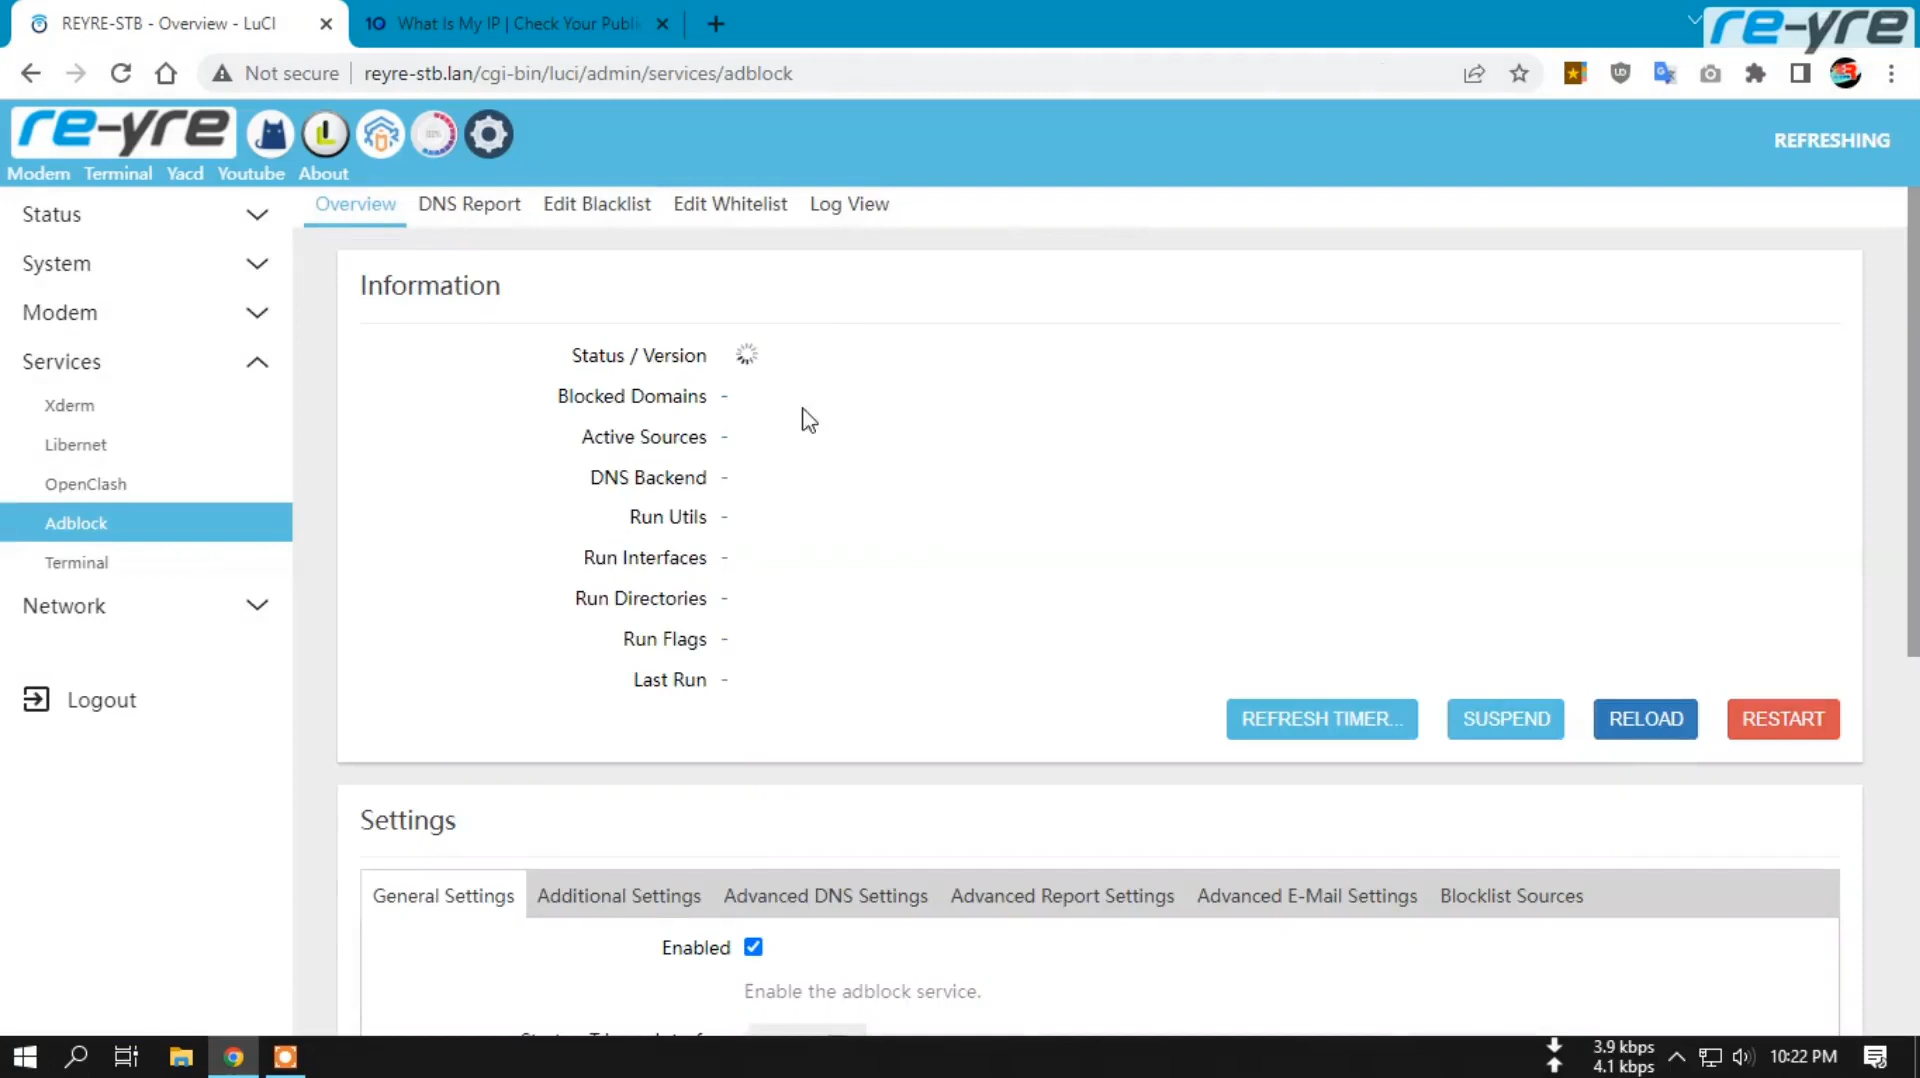 REYRE-STB - Overview - LuCI
10 What Is My IP | Check Your Publi
re-yre
Not secure
reyre-stb.lan/cgi-bin/luci/admin/services/adblock
re-yre
REFRESHING
Modem Terminal Yacd Youtube About
Status
System
Modem
Services
Xderm
Libernet
OpenClash
Adblock
Terminal
Network
Logout
Overview DNS Report Edit Blacklist Edit Whitelist Log View
Information
Status / Version
Blocked Domains -
Active Sources -
DNS Backend -
Run Utils -
Run Interfaces -
Run Directories -
Run Flags -
Last Run -
REFRESH TIMER... SUSPEND RELOAD RESTART
Settings
General Settings Additional Settings Advanced DNS Settings Advanced Report Settings Advanced E-Mail Settings Blocklist Sources
Enabled
Enable the adblock service.
3.9 kbps
4.1 kbps
10:22 PM